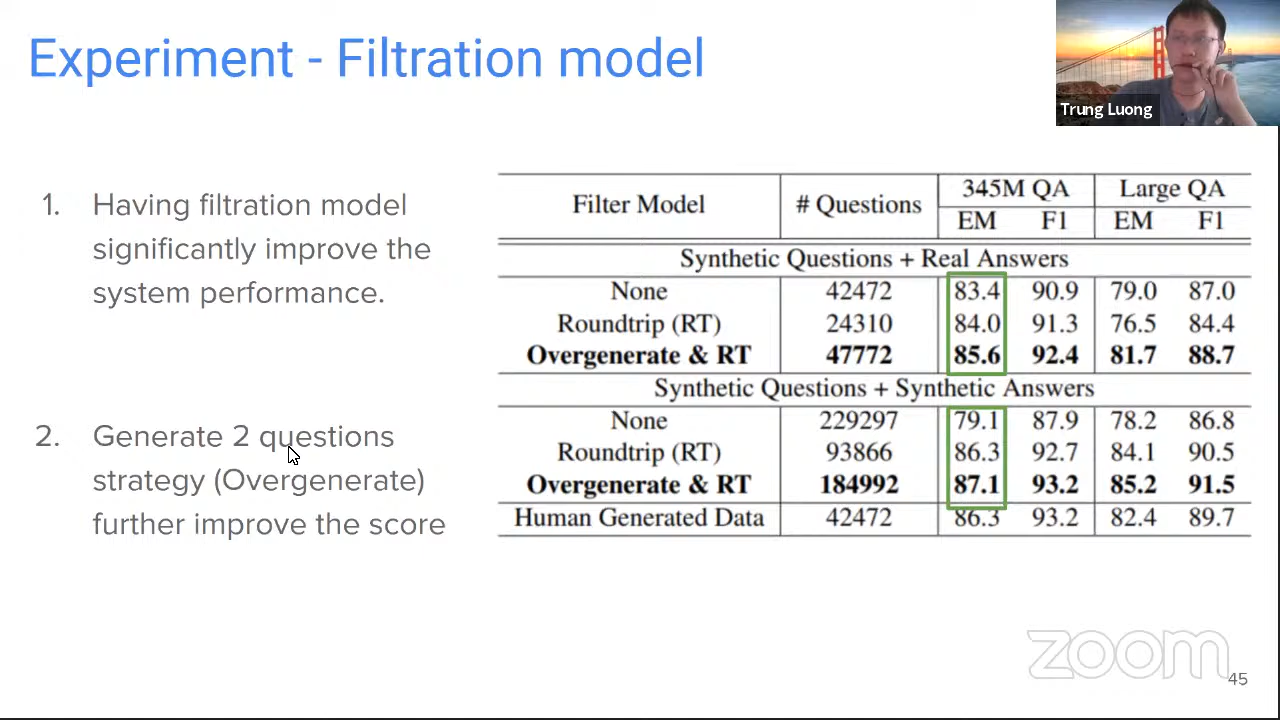 Experiment - Filtration model
Trung Luong
1. Having filtration model
significantly improve the
system performance.
2. Generate 2 questions
strategy (Overgenerate)
further improve the score
Filter Model # Questions 345M QA Large QA
EM F1 EM F1
Synthetic Questions + Real Answers
None 42472 83.4 90.9 79.0 87.0
Roundtrip (RT) 24310 84.0 91.3 76.5 84.4
Overgenerate & RT 47772 85.6 92.4 81.7 88.7
Synthetic Questions + Synthetic Answers
None 229297 79.1 87.9 78.2 86.8
Roundtrip (RT) 93866 86.3 92.7 84.1 90.5
Overgenerate & RT 184992 87.1 93.2 85.2 91.5
Human Generated Data 42472 86.3 93.2 82.4 89.7
zoom
45